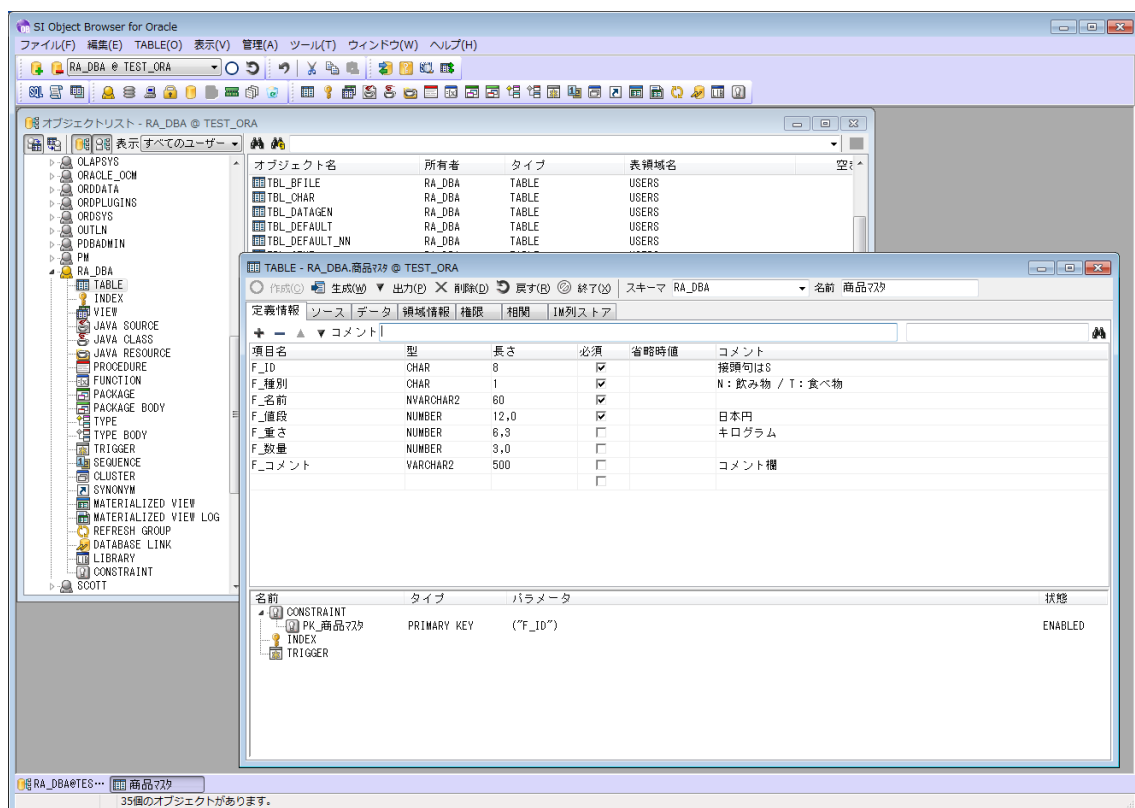 SI Object Browser for Oracle
ファイル(F) 編集(E) TABLE(O) 表示(V) 管理(A) ツール(T) ウィンドウ(W) ヘルプ(H)
RA_DBA @ TEST_ORA
SQL
オブジェクトリスト - RA_DBA @ TEST_ORA
表示 すべてのユーザー
オブジェクト名 所有者 タイプ 表領域名
OLAPSYS
ORACLE_OCM
ORDDATA
ORDPLUGINS
ORDSYS
OUTLN
PDBADMIN
PM
RA_DBA
TABLE
INDEX
VIEW
JAVA SOURCE
JAVA CLASS
JAVA RESOURCE
PROCEDURE
FUNCTION
PACKAGE
PACKAGE BODY
TYPE
TYPE BODY
TRIGGER
SEQUENCE
CLUSTER
SYNONYM
MATERIALIZED VIEW
MATERIALIZED VIEW LOG
REFRESH GROUP
DATABASE LINK
LIBRARY
CONSTRAINT
SCOTT
TBL_BFILE RA_DBA TABLE USERS
TBL_CHAR RA_DBA TABLE USERS
TBL_DATAGEN RA_DBA TABLE USERS
TBL_DEFAULT RA_DBA TABLE USERS
TBL_DEFAULT_NN RA_DBA TABLE USERS
TABLE - RA_DBA.商品ﾏｽﾀ @ TEST_ORA
作成(C) 生成(W) ▼ 出力(P) 削除(D) 戻す(R) 終了(X) スキーマ RA_DBA 名前 商品ﾏｽﾀ
定義情報 ソース データ 領域情報 権限 相関 IM列ストア
コメント
項目名 型 長さ 必須 省略時値 コメント
F_ID CHAR 8 接頭句はS
F_種別 CHAR 1 N：飲み物 / T：食べ物
F_名前 NVARCHAR2 60
F_値段 NUMBER 12,0 日本円
F_重さ NUMBER 6,3 キログラム
F_数量 NUMBER 3,0
F_コメント VARCHAR2 500 コメント欄
名前 タイプ パラメータ 状態
CONSTRAINT
PK_商品ﾏｽﾀ PRIMARY KEY ("F_ID") ENABLED
INDEX
TRIGGER
RA_DBA@TES… 商品ﾏｽﾀ
35個のオブジェクトがあります。